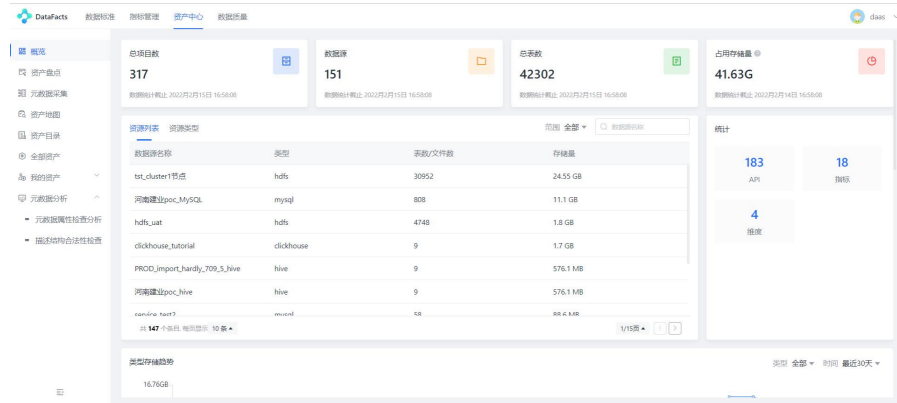 DataFacts 数据标准 指标管理 资产中心 数据质量 daas
概览
资产盘点
元数据采集
资产地图
资产目录
全部资产
我的资产
元数据分析
元数据属性检查分析
描述结构合法性检查
总项目数
317
数据统计截止 2022年2月15日 16:58:08
数据源
151
数据统计截止 2022年2月15日 16:58:08
总表数
42302
数据统计截止 2022年2月15日 16:58:08
占用存储量
41.63G
数据统计截止 2022年2月14日 16:58:08
资源列表 资源类型 范围 全部 数据源名称
数据源名称 类型 表数/文件数 存储量
tst_cluster1节点 hdfs 30952 24.55 GB
河南建业poc_MySQL mysql 808 11.1 GB
hdfs_uat hdfs 4748 1.8 GB
clickhouse_tutorial clickhouse 9 1.7 GB
PROD_import_hardly_709_5_hive hive 9 576.1 MB
河南建业poc_hive hive 9 576.1 MB
service_test2 mysql 58 88.6 MB
共 147 个条目, 每页显示 10 条 1/15页
统计
183
API
18
指标
4
维度
类型存储趋势 类型 全部 时间 最近30天
16.76GB